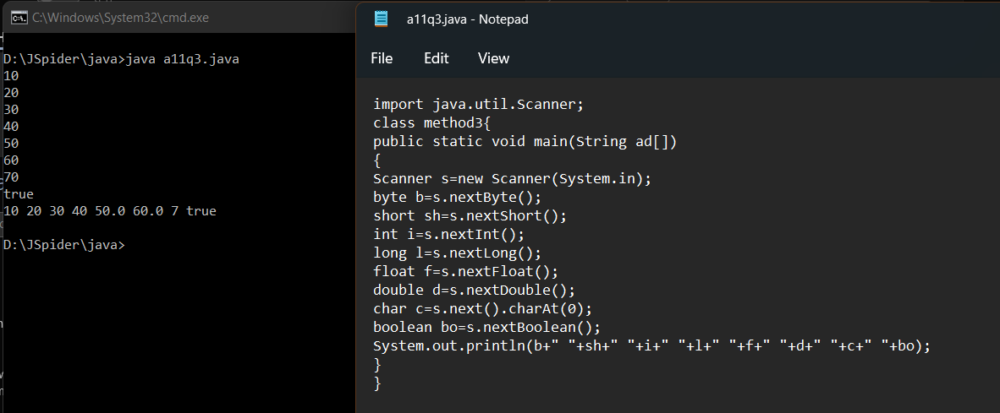 C:\Windows\System32\cmd.exe
D:\JSpider\java>java a11q3.java
10
20
30
40
50
60
70
true
10 20 30 40 50.0 60.0 7 true
D:\JSpider\java>
a11q3.java - Notepad
File Edit View
import java.util.Scanner;
class method3{
public static void main(String ad[])
{
Scanner s=new Scanner(System.in);
byte b=s.nextByte();
short sh=s.nextShort();
int i=s.nextInt();
long l=s.nextLong();
float f=s.nextFloat();
double d=s.nextDouble();
char c=s.next().charAt(0);
boolean bo=s.nextBoolean();
System.out.println(b+" "+sh+" "+i+" "+l+" "+f+" "+d+" "+c+" "+bo);
}
}